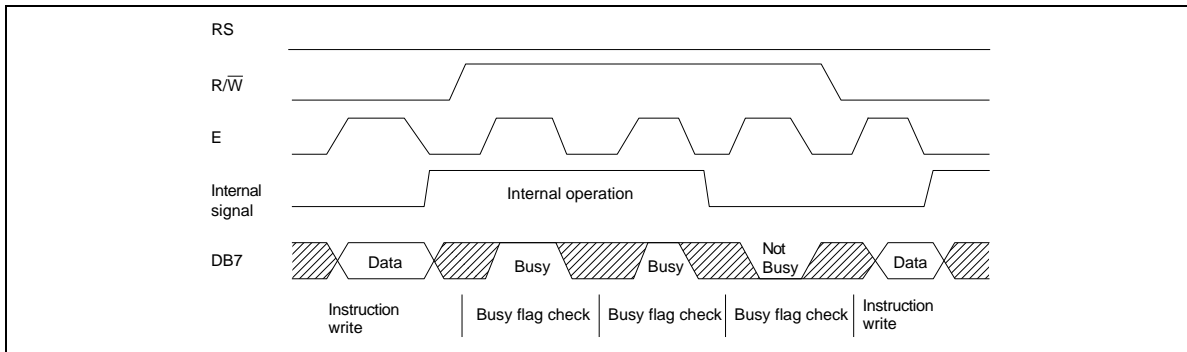 RS
R/W̅
E
Internal
signal
Internal operation
DB7
Data
Busy
Busy
Not
Busy
Data
Instruction
write
Busy flag check
Busy flag check
Busy flag check
Instruction
write